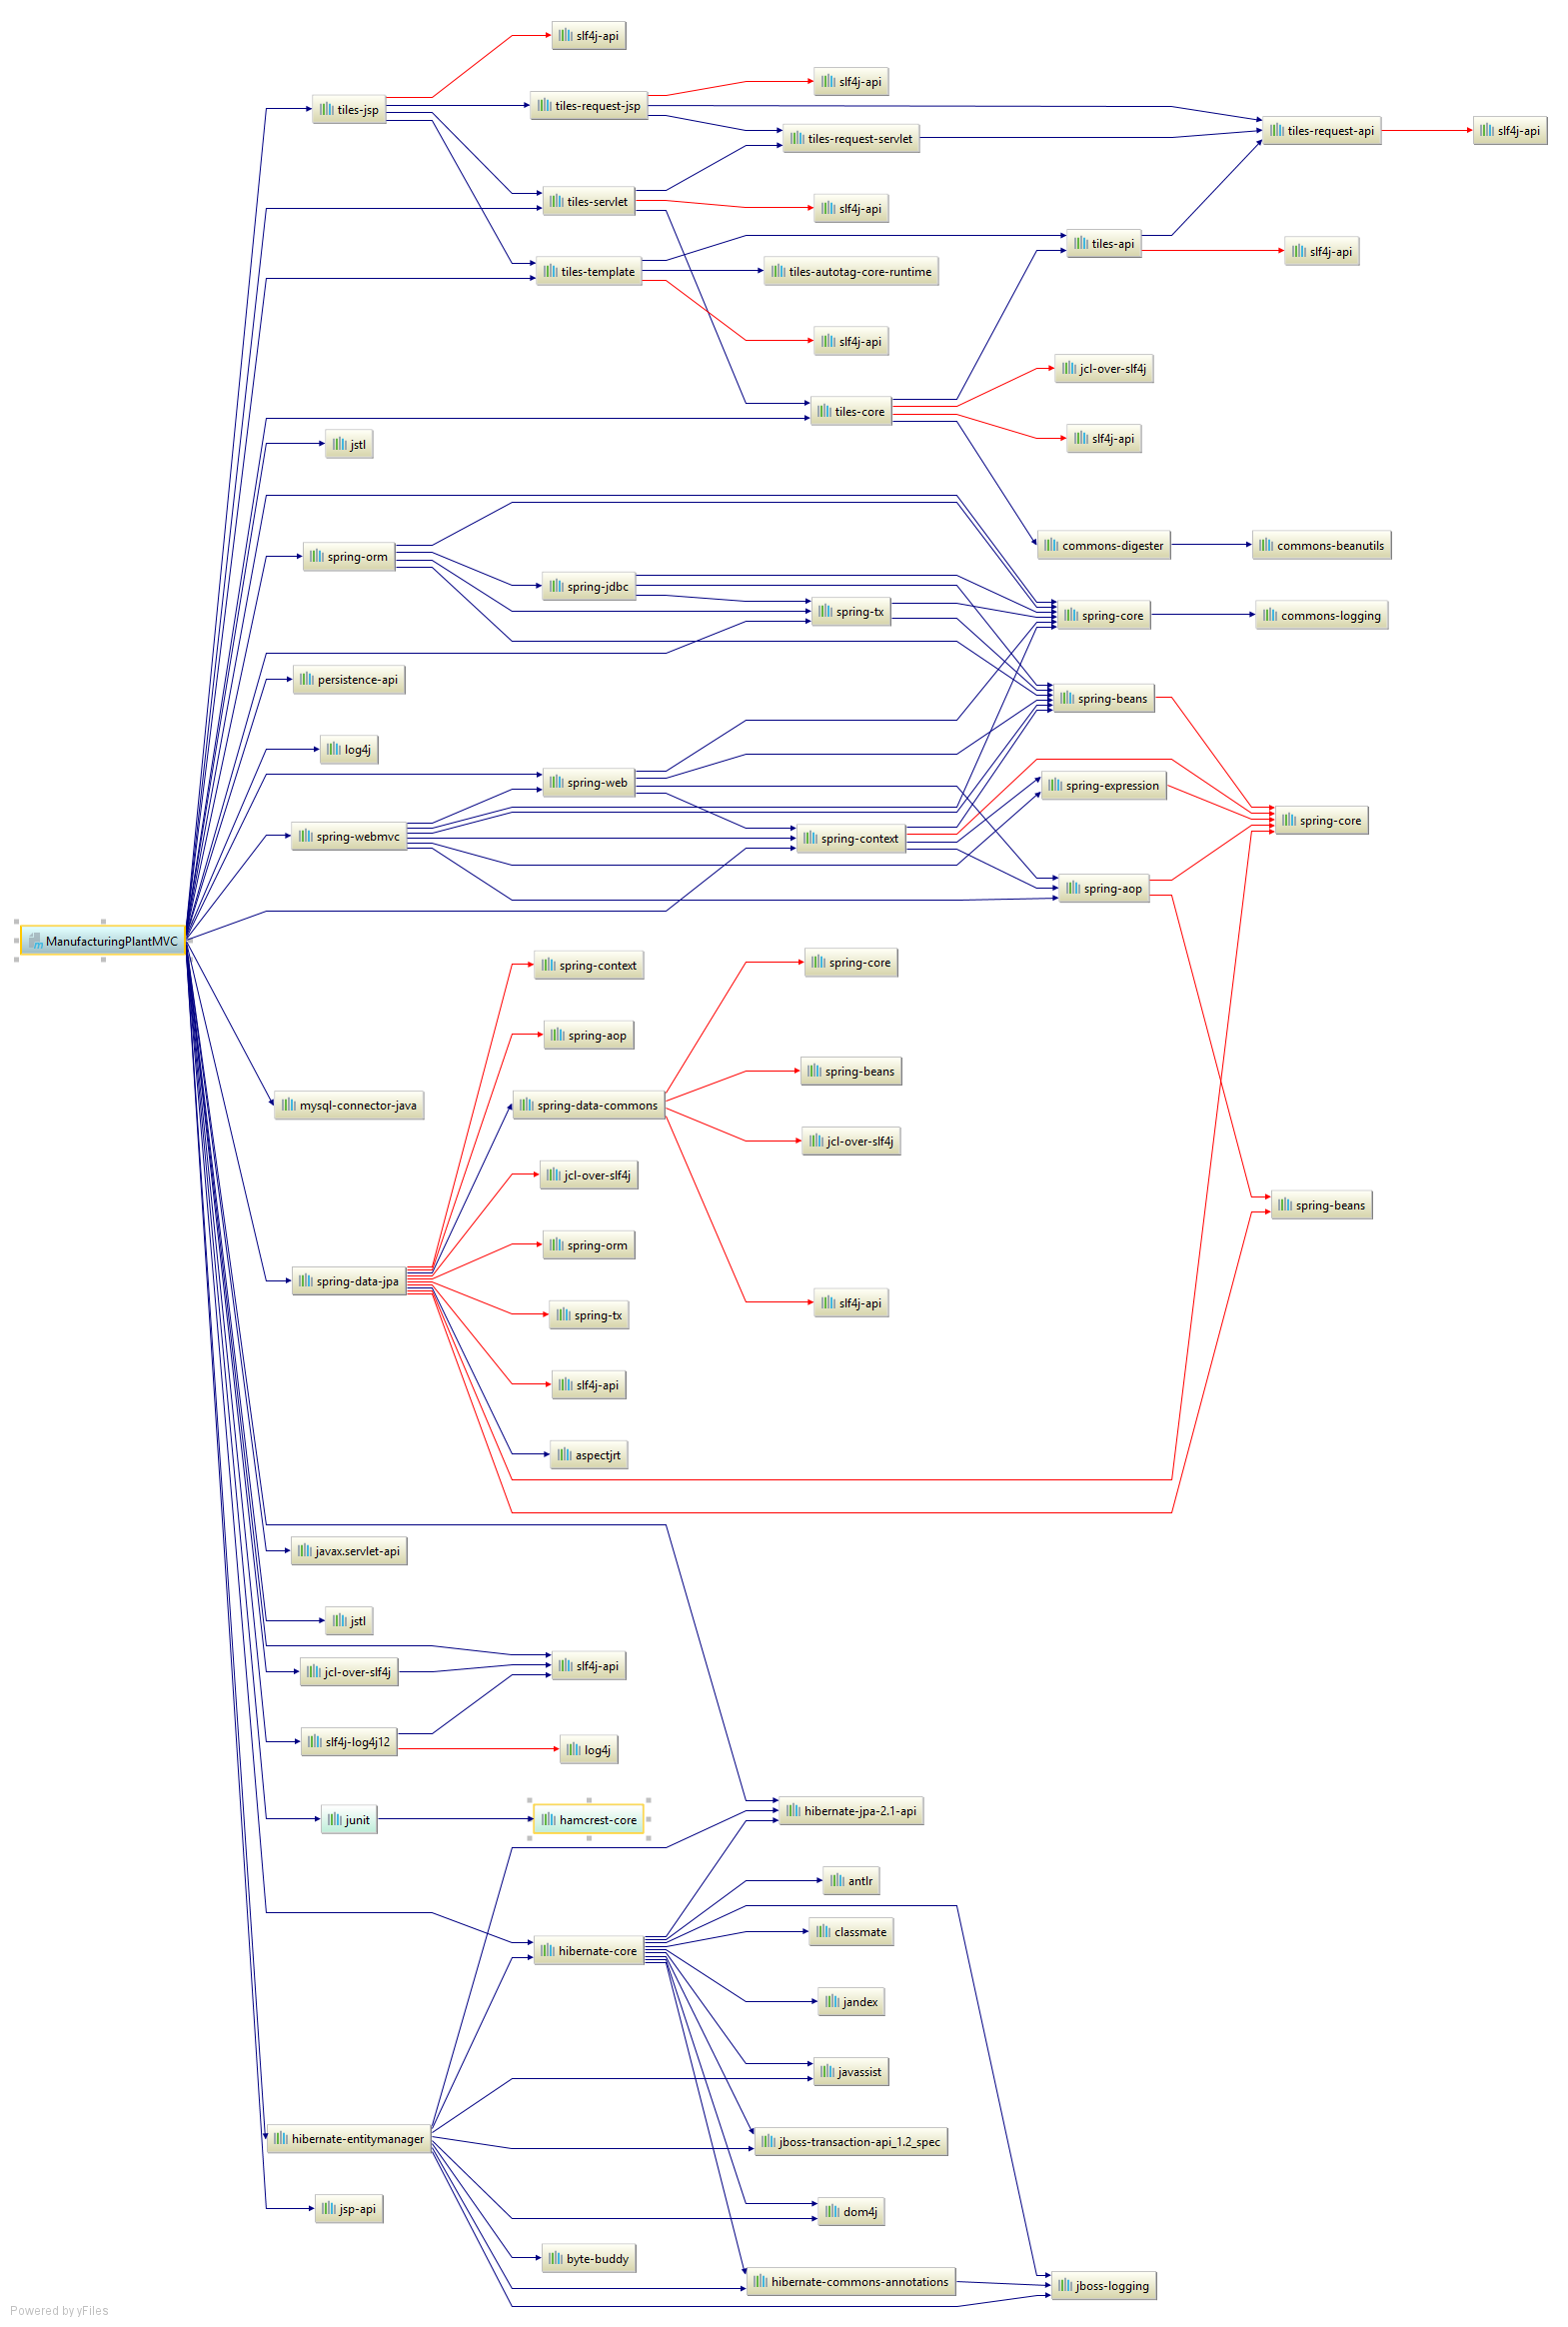 slf4j-api
slf4j-api
tiles-jsp
tiles-request-jsp
tiles-request-servlet
tiles-request-api
slf4j-api
tiles-servlet
slf4j-api
tiles-api
slf4j-api
tiles-template
tiles-autotag-core-runtime
slf4j-api
jcl-over-slf4j
tiles-core
slf4j-api
jstl
commons-digester
commons-beanutils
spring-orm
spring-jdbc
spring-tx
spring-core
commons-logging
persistence-api
spring-beans
log4j
spring-web
spring-expression
spring-webmvc
spring-context
spring-core
spring-aop
ManufacturingPlantMVC
spring-context
spring-core
spring-aop
spring-beans
mysql-connector-java
spring-data-commons
jcl-over-slf4j
jcl-over-slf4j
spring-beans
spring-orm
spring-data-jpa
slf4j-api
spring-tx
slf4j-api
aspectjrt
javax.servlet-api
jstl
jcl-over-slf4j
slf4j-api
slf4j-log4j12
log4j
junit
hamcrest-core
hibernate-jpa-2.1-api
antlr
classmate
hibernate-core
jandex
javassist
hibernate-entitymanager
jboss-transaction-api_1.2_spec
jsp-api
dom4j
byte-buddy
hibernate-commons-annotations
jboss-logging
Powered by yFiles